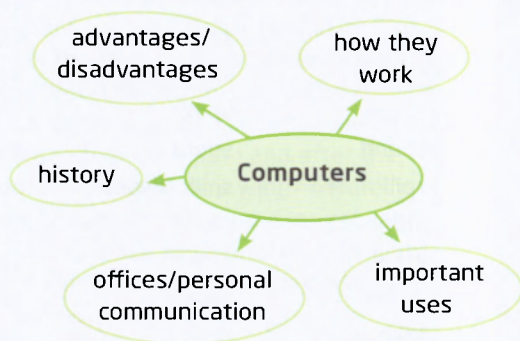 advantages/
disadvantages
how they
work
Computers
history
offices/personal
communication
important
uses